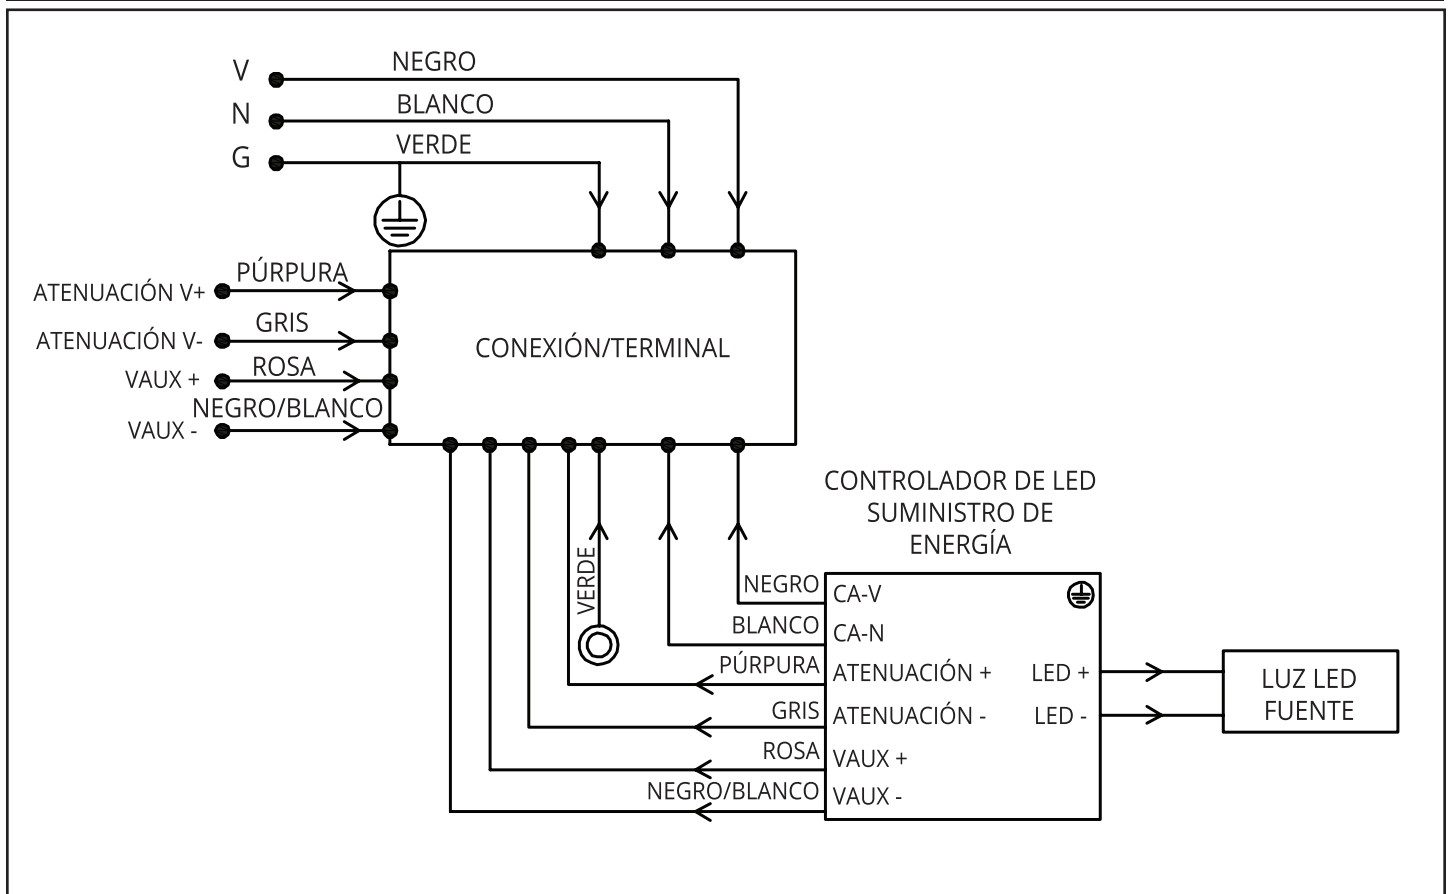 V
NEGRO
N
BLANCO
G
VERDE
PÚRPURA
ATENUACIÓN V+
GRIS
ATENUACIÓN V-
ROSA
VAUX +
NEGRO/BLANCO
VAUX -
CONEXIÓN/TERMINAL
CONTROLADOR DE LED
SUMINISTRO DE
ENERGÍA
VERDE
NEGRO
CA-V
BLANCO
CA-N
PÚRPURA
ATENUACIÓN +
LED +
GRIS
ATENUACIÓN -
LED -
ROSA
VAUX +
NEGRO/BLANCO
VAUX -
LUZ LED
FUENTE